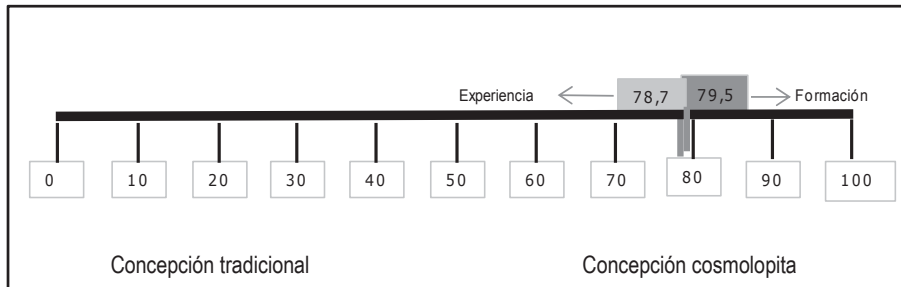 Experiencia 78,7 79,5 Formación
0 10 20 30 40 50 60 70 80 90 100
Concepción tradicional Concepción cosmolopita